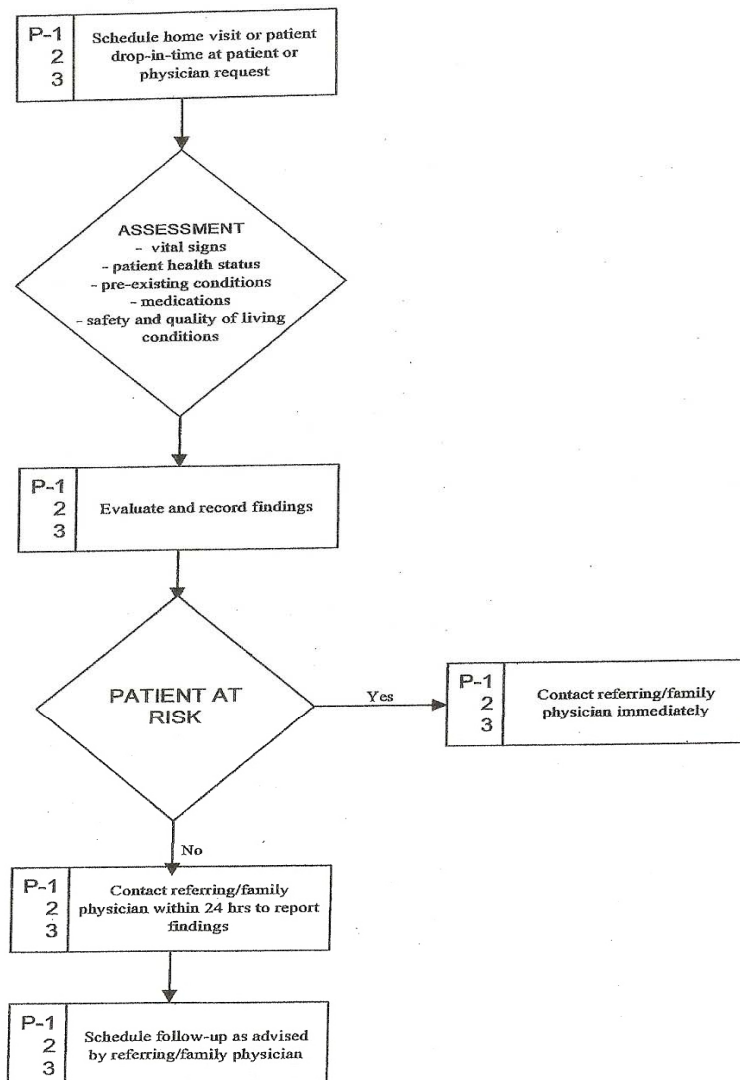 P-1
2
3
Schedule home visit or patient
drop-in-time at patient or
physician request
ASSESSMENT
- vital signs
- patient health status
- pre-existing conditions
- medications
- safety and quality of living
conditions
P-1
2
3
Evaluate and record findings
PATIENT AT
RISK
Yes
P-1
2
3
Contact referring/family
physician immediately
No
P-1
2
3
Contact referring/family
physician within 24 hrs to report
findings
P-1
2
3
Schedule follow-up as advised
by referring/family physician